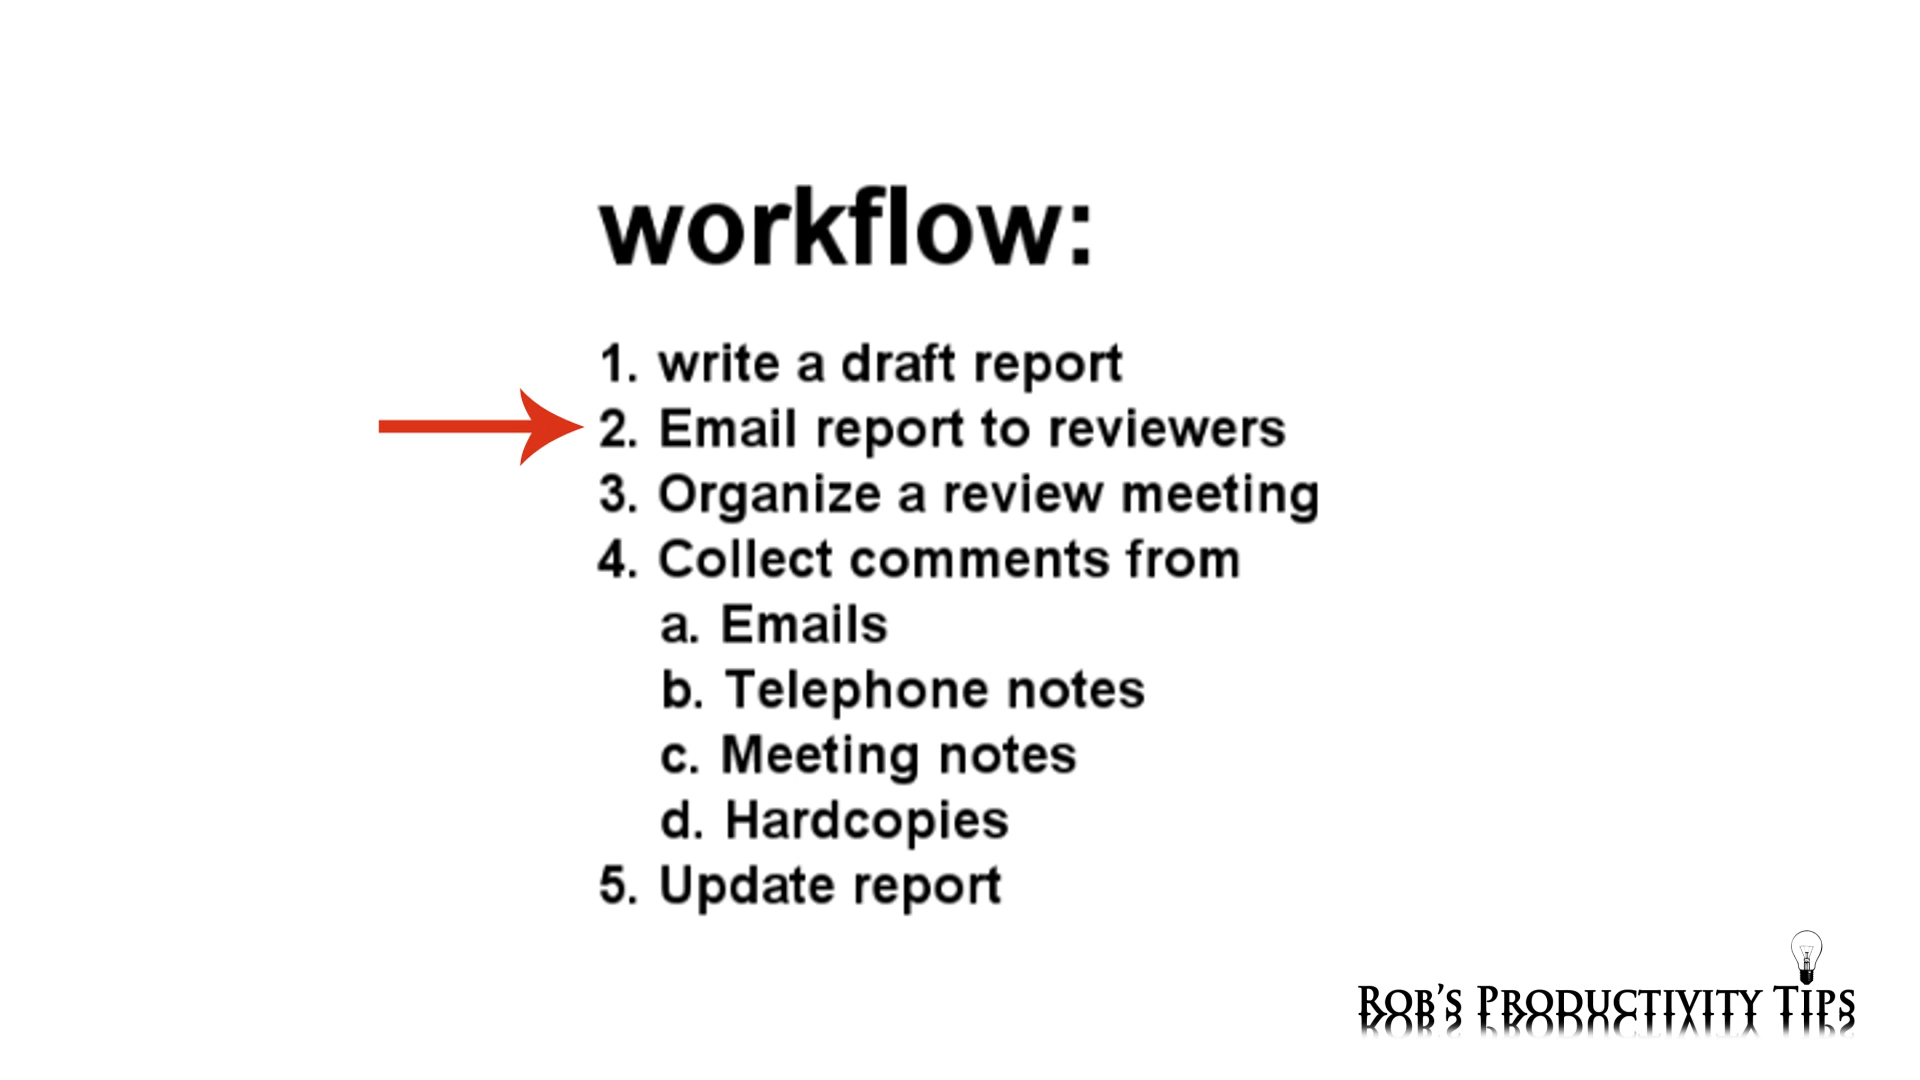 workflow:
1. write a draft report
2. Email report to reviewers
3. Organize a review meeting
4. Collect comments from
a. Emails
b. Telephone notes
c. Meeting notes
d. Hardcopies
5. Update report
ROB'S PRODUCTIVITY TIPS